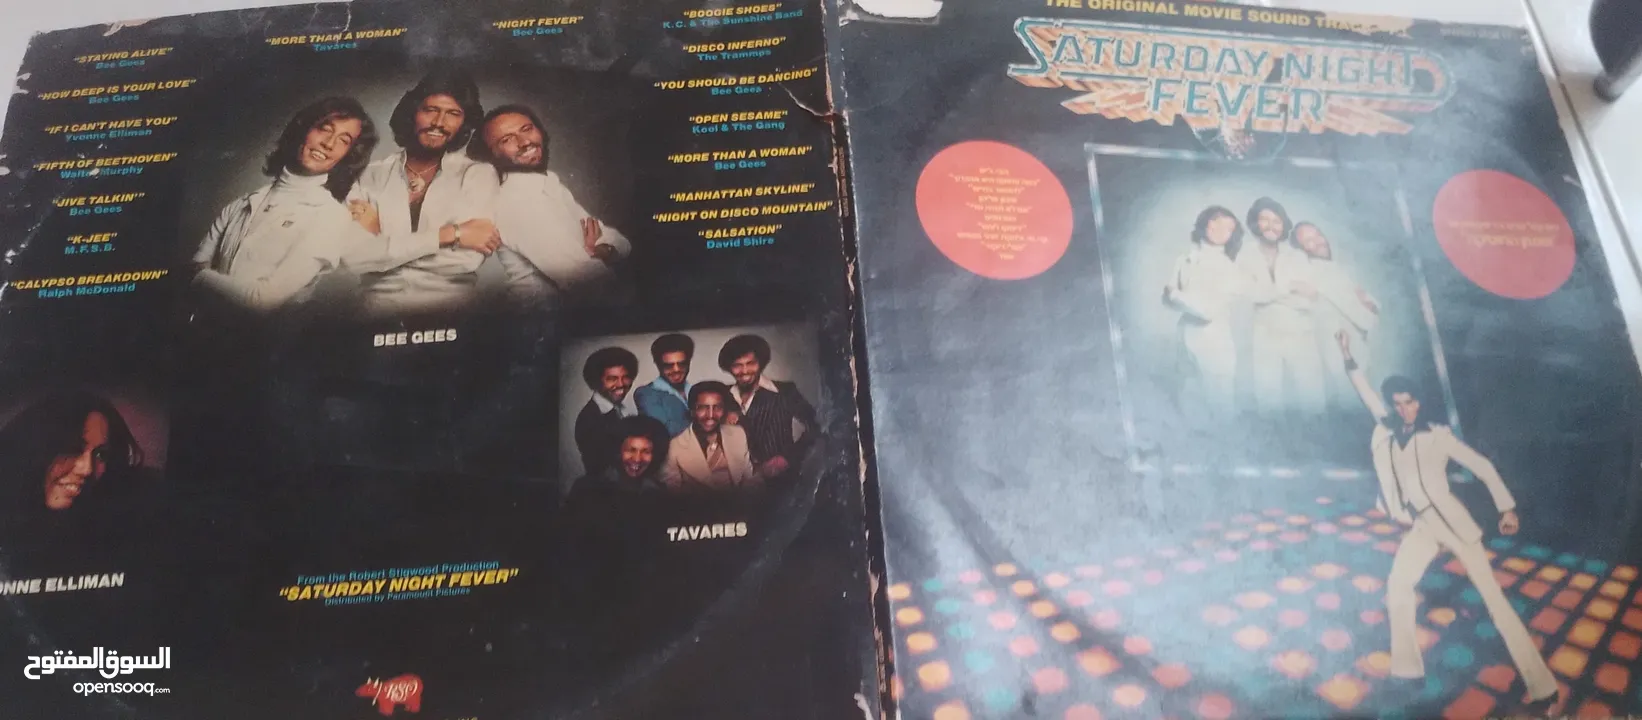 "STAYING ALIVE"
Bee Gees
"HOW DEEP IS YOUR LOVE"
Bee Gees
"IF I CAN'T HAVE YOU"
Yvonne Elliman
"FIFTH OF BEETHOVEN"
Walter Murphy
"JIVE TALKIN'"
Bee Gees
"K-JEE"
M.F.S.B.
"CALYPSO BREAKDOWN"
Ralph McDonald
"MORE THAN A WOMAN"
Tavares
"NIGHT FEVER"
Bee Gees
"BOOGIE SHOES"
K.C. & The Sunshine Band
"DISCO INFERNO"
The Trammps
"YOU SHOULD BE DANCING"
Bee Gees
"OPEN SESAME"
Kool & The Gang
"MORE THAN A WOMAN"
Bee Gees
"MANHATTAN SKYLINE"
"NIGHT ON DISCO MOUNTAIN"
"SALSATION"
David Shire
BEE GEES
TAVARES
ONNE ELLIMAN
From the Robert Stigwood Production
"SATURDAY NIGHT FEVER"
Distributed by Paramount Pictures
RSO
THE ORIGINAL MOVIE SOUND TRACK
SATURDAY NIGHT
FEVER
السوق المفتوح
opensooq.com